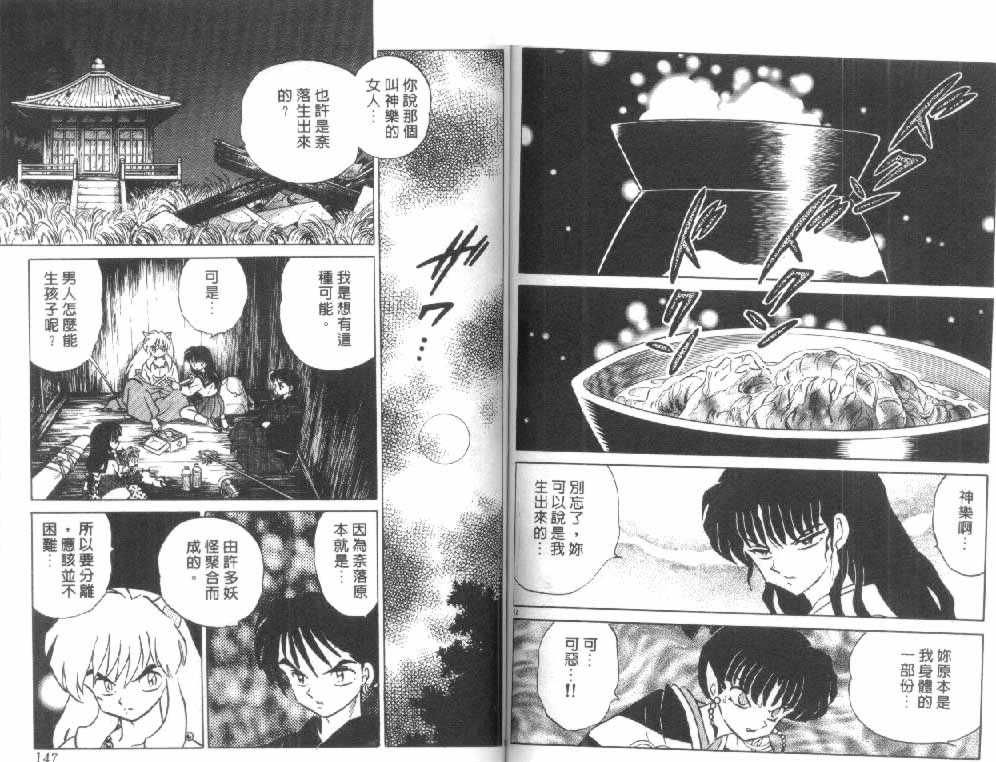 神樂啊…
別忘了，妳
可以說是我
生出來的…
妳原本是
我身體的
一部份…
可…
可惡…!!
你說那個
叫神樂的
女人…
也許是奈
落生出來
的？
我是想有這
種可能。
可是…
男人怎麼能
生孩子呢？
因為奈落原
本就是…
由許多妖
怪聚合而
成的。
所以要分離
，應該並不
困難…
147